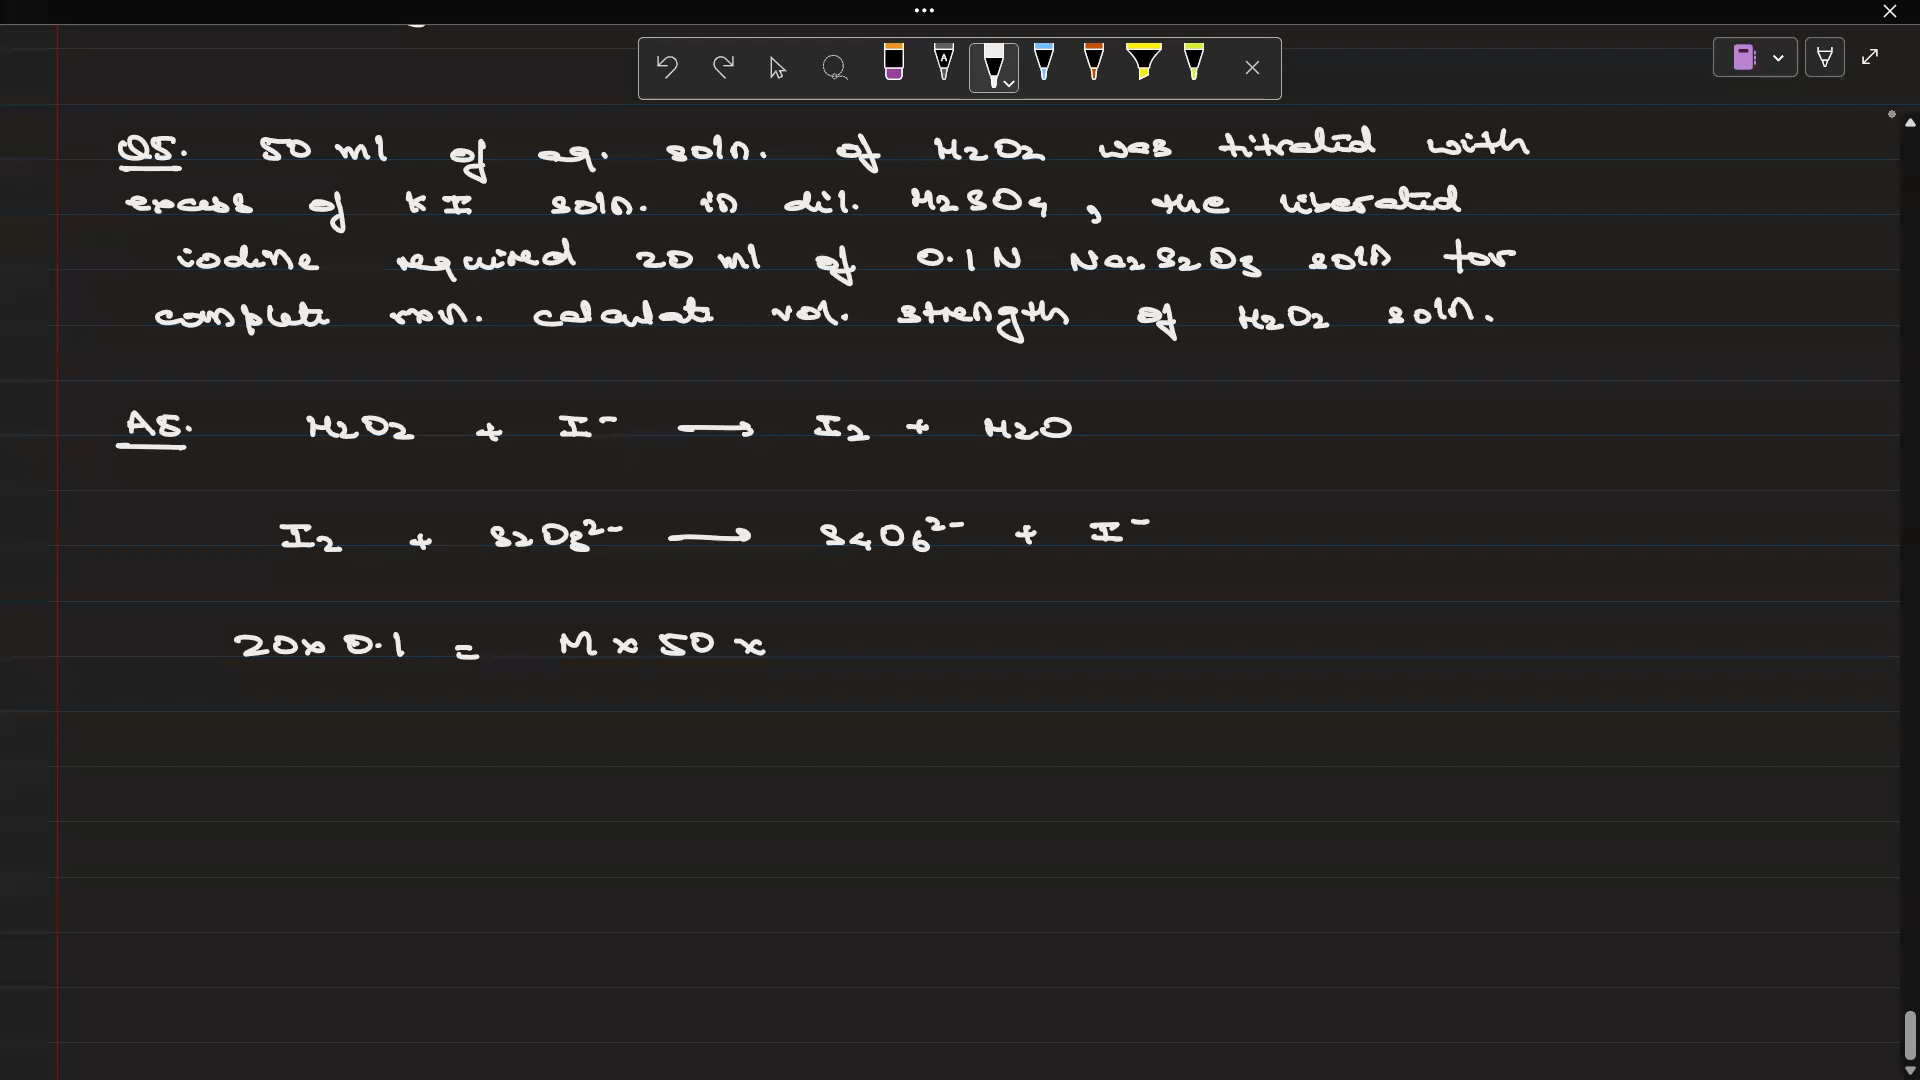 Q5. 50 ml of aq. soln. of H2O2 was titrated with
excess of KI soln. in dil. H2SO4, the liberated
iodine required 20 ml of 0.1 N Na2S2O3 soln for
complete rxn. calculate vol. strength of H2O2 soln.
A5. H2O2 + I⁻ ⟶ I2 + H2O
I2 + S2O3²⁻ ⟶ S4O6²⁻ + I⁻
20x 0.1 = M x 50 x